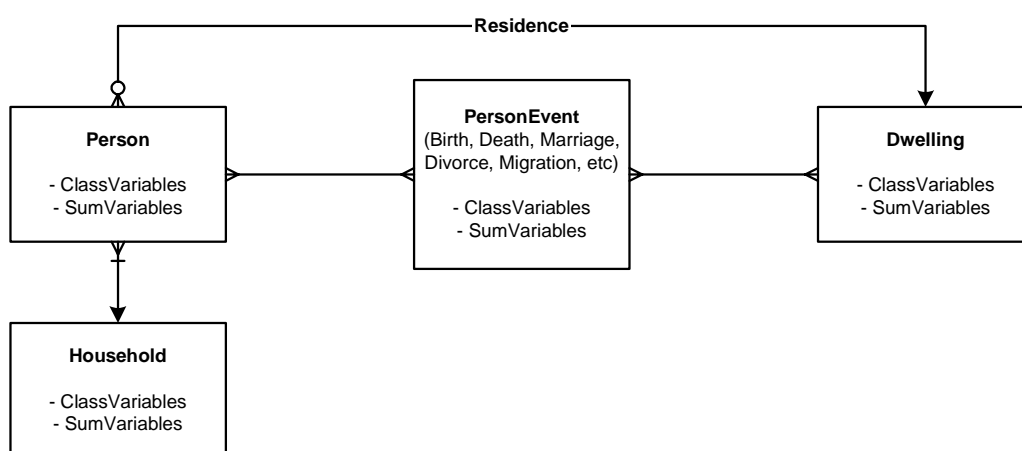 Residence
Person
- ClassVariables
- SumVariables
PersonEvent
(Birth, Death, Marriage,
Divorce, Migration, etc)
- ClassVariables
- SumVariables
Dwelling
- ClassVariables
- SumVariables
Household
- ClassVariables
- SumVariables